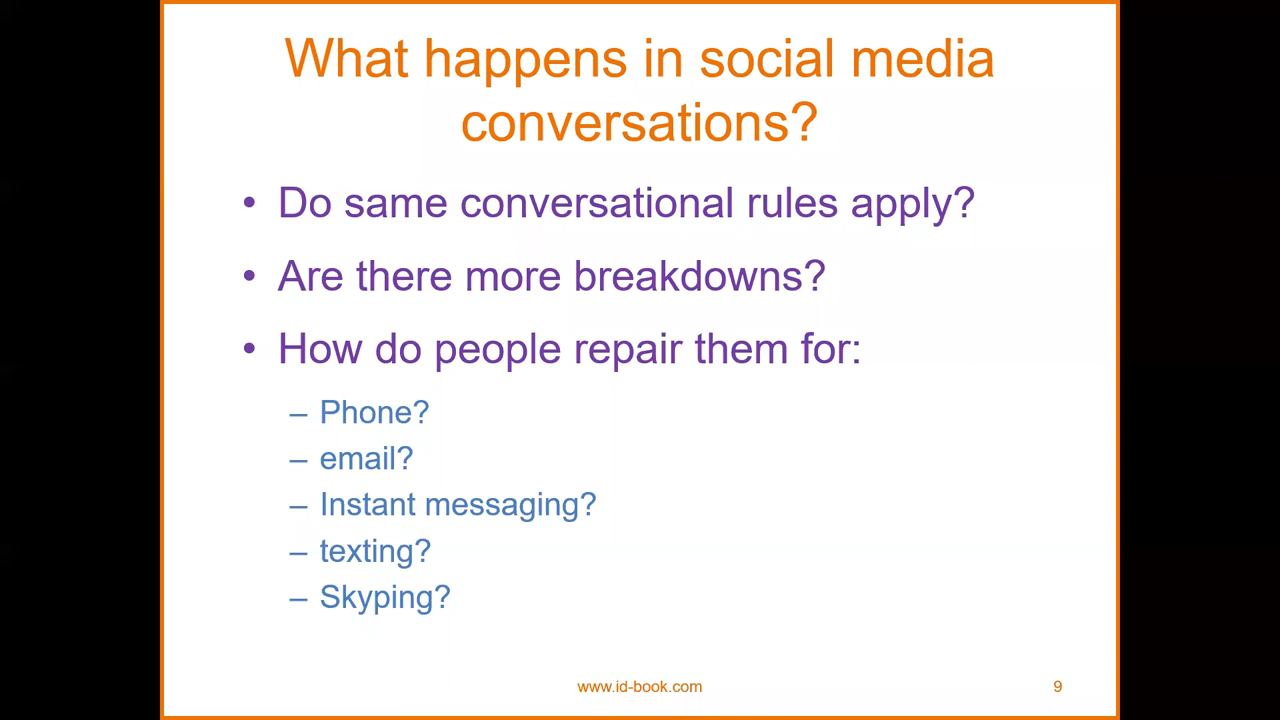 What happens in social media
conversations?
• Do same conversational rules apply?
• Are there more breakdowns?
• How do people repair them for:
– Phone?
– email?
– Instant messaging?
– texting?
– Skyping?
www.id-book.com 9